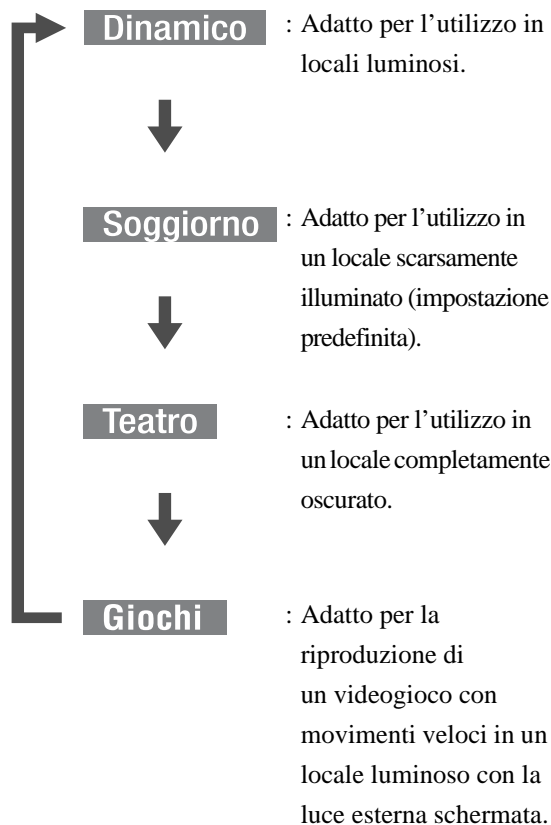 Dinamico : Adatto per l’utilizzo in
locali luminosi.
Soggiorno : Adatto per l’utilizzo in
un locale scarsamente
illuminato (impostazione
predefinita).
Teatro : Adatto per l’utilizzo in
un locale completamente
oscurato.
Giochi : Adatto per la
riproduzione di
un videogioco con
movimenti veloci in un
locale luminoso con la
luce esterna schermata.